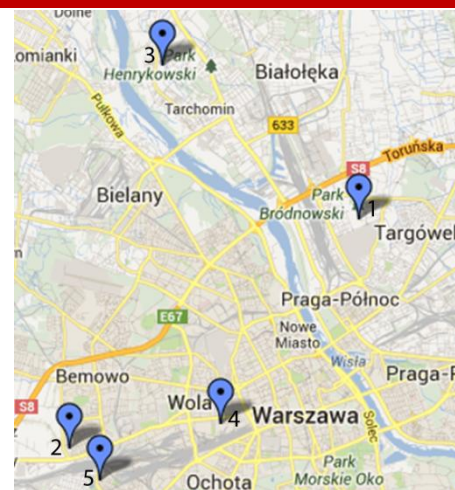 Dolne
omianki
3
Park
Henrykowski
Białołęka
Pułkowa
Tarchomin
633
Toruńska
S8
Bielany
Park
Bródnowski
1
Targówek
Praga-Północ
E67
Nowe
Miasto
Wisła
Bemowo
Praga-P
S8
Wola
4
Warszawa
Solec
2
5
Ochota
Park
Morskie Oko